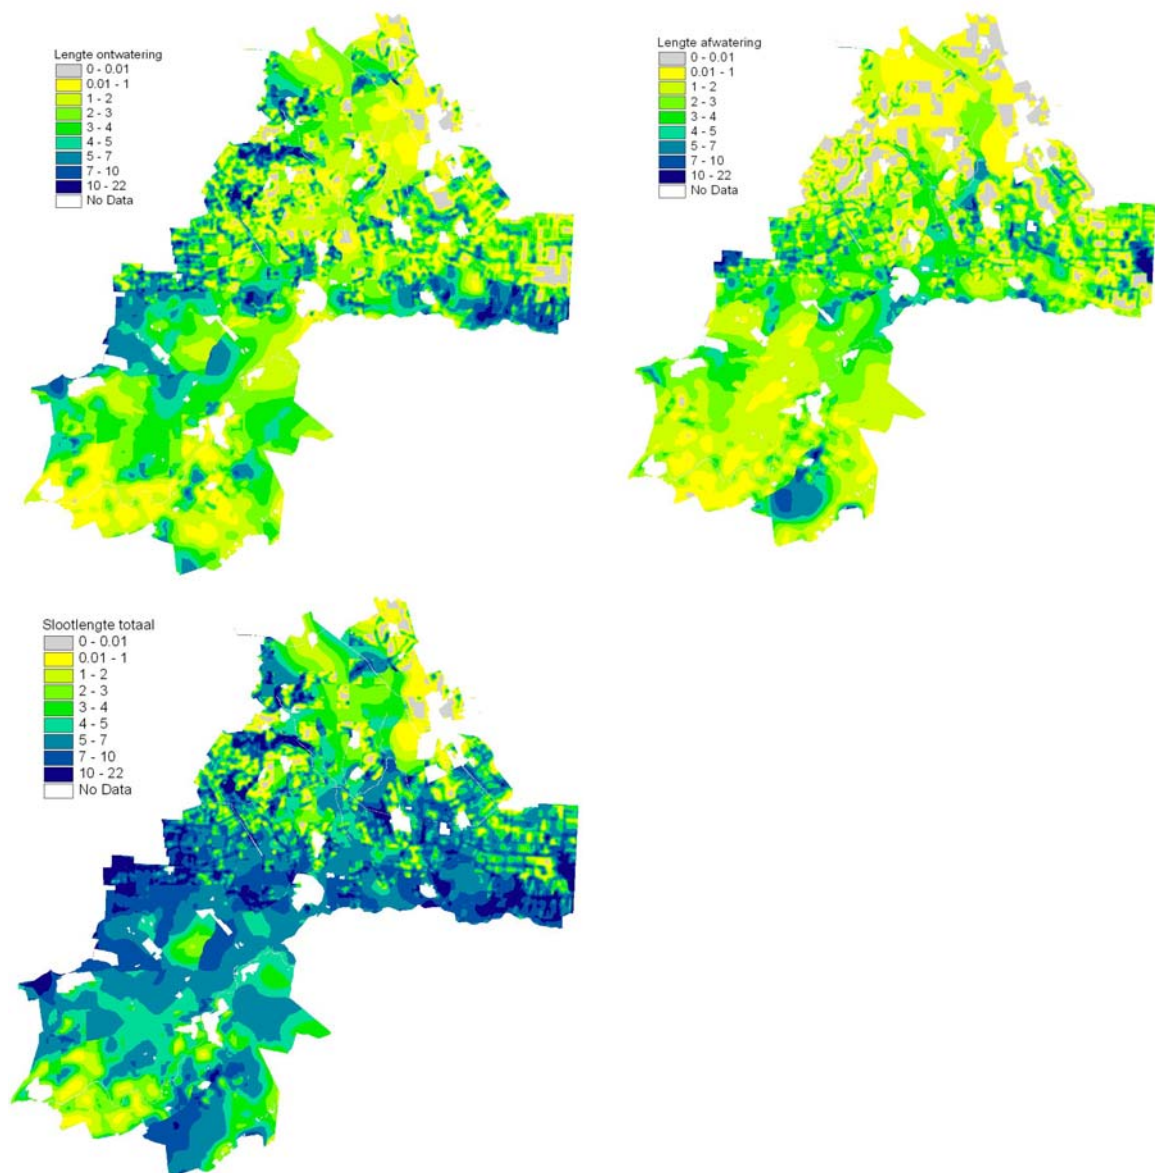 Lengte ontwatering
0 - 0.01
0.01 - 1
1 - 2
2 - 3
3 - 4
4 - 5
5 - 7
7 - 10
10 - 22
No Data
Lengte afwatering
0 - 0.01
0.01 - 1
1 - 2
2 - 3
3 - 4
4 - 5
5 - 7
7 - 10
10 - 22
No Data
Slootlengte totaal
0 - 0.01
0.01 - 1
1 - 2
2 - 3
3 - 4
4 - 5
5 - 7
7 - 10
10 - 22
No Data